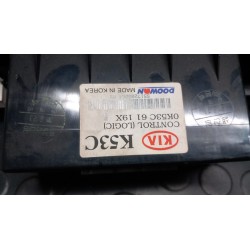 KIA K53C
0K53C 61 19X
CONTROL [LOGIC]
DOOWON MADE IN KOREA